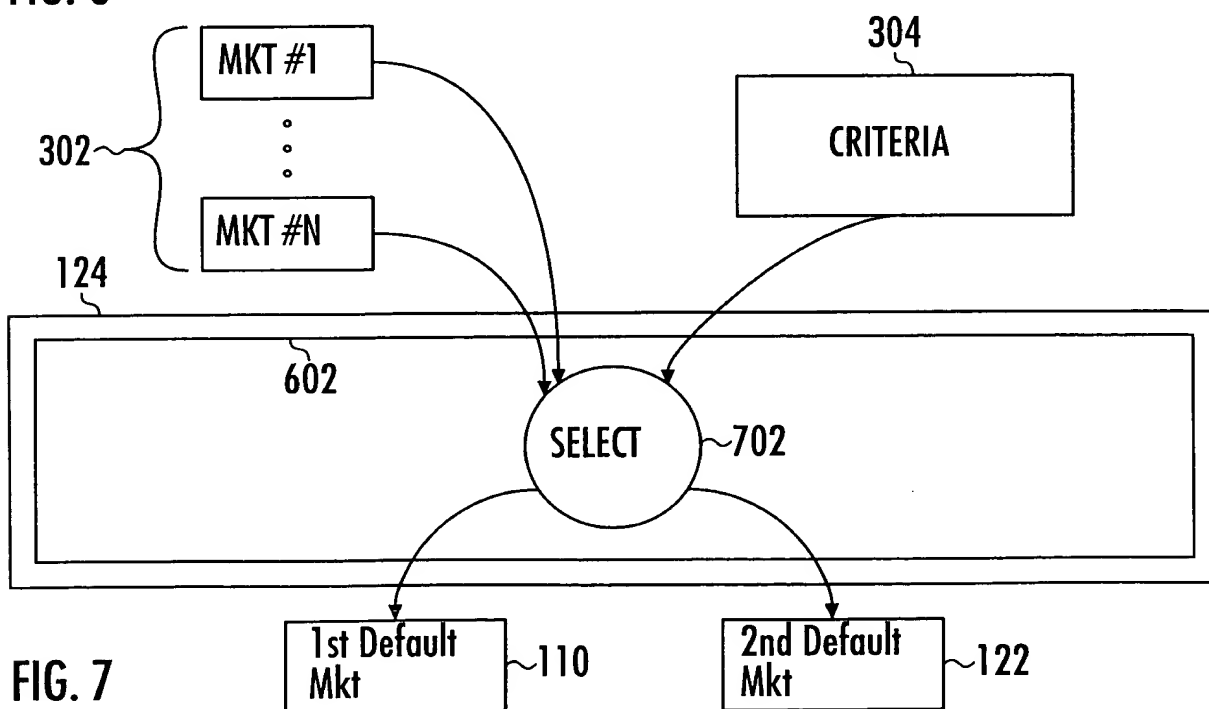 MKT #1
304
302
CRITERIA
MKT #N
124
602
SELECT
702
1st Default
Mkt
110
2nd Default
Mkt
122
FIG. 7